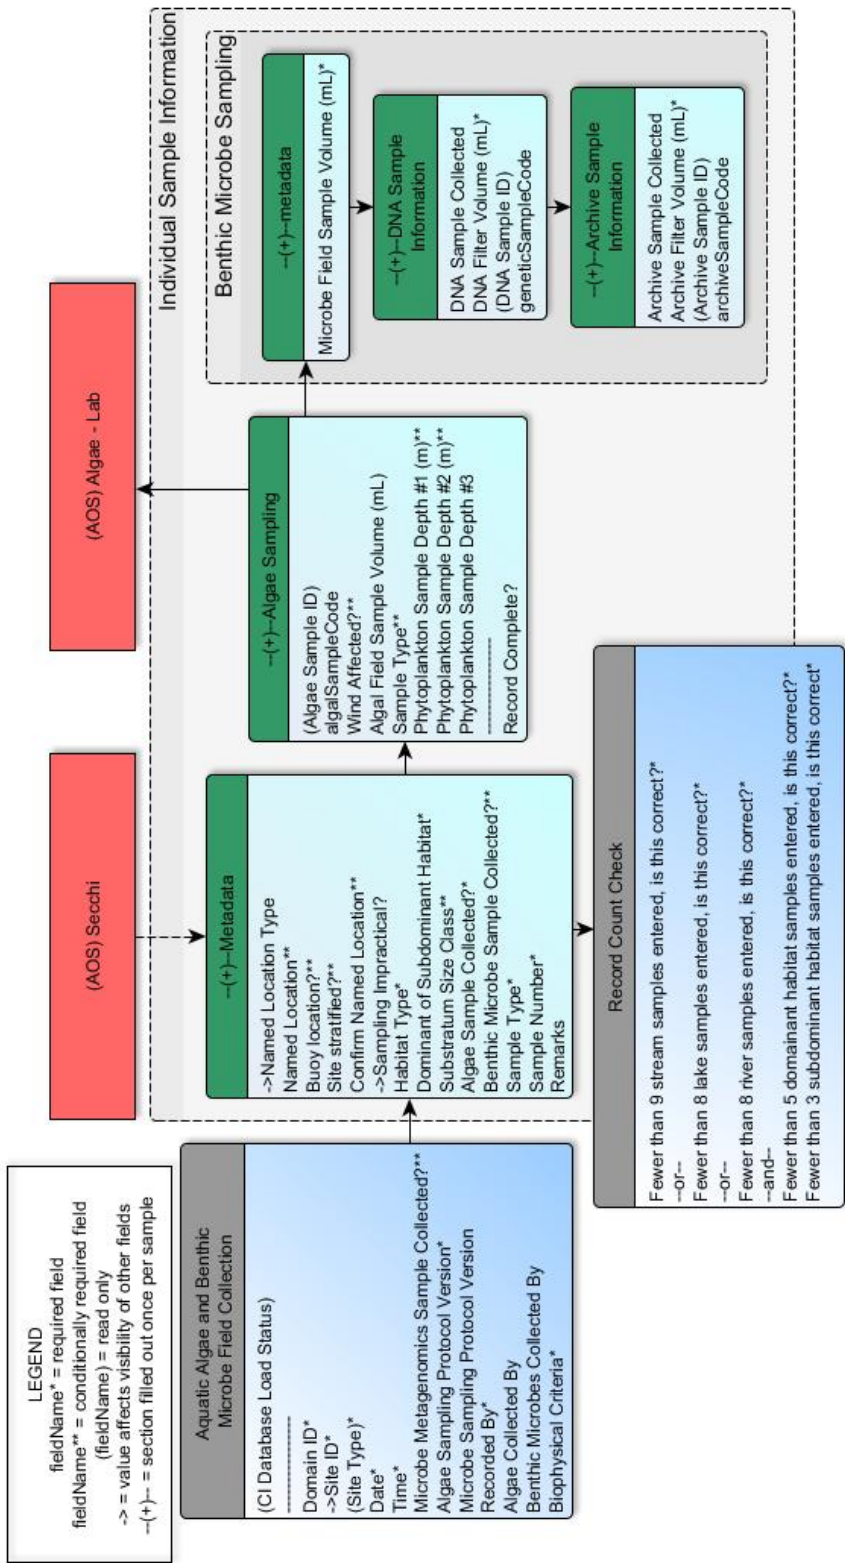 LEGEND
fieldName* = required field
fieldName** = conditionally required field
(fieldName) = read only
-> = value affects visibility of other fields
--(+)-- = section filled out once per sample
Aquatic Algae and Benthic
Microbe Field Collection
(CI Database Load Status)
--------------------
Domain ID*
->Site ID*
(Site Type)*
Date*
Time*
Microbe Metagenomics Sample Collected?**
Algae Sampling Protocol Version*
Microbe Sampling Protocol Version
Recorded By*
Algae Collected By
Benthic Microbes Collected By
Biophysical Criteria*
(AOS) Secchi
(AOS) Algae - Lab
Individual Sample Information
--(+)--Metadata
->Named Location Type
Named Location**
Buoy location?**
Site stratified?**
Confirm Named Location**
->Sampling Impractical?
Habitat Type*
Dominant of Subdominant Habitat*
Substratum Size Class**
Algae Sample Collected?*
Benthic Microbe Sample Collected?**
Sample Type*
Sample Number*
Remarks
--(+)--Algae Sampling
(Algae Sample ID)
algalSampleCode
Wind Affected?**
Algal Field Sample Volume (mL)
Sample Type**
Phytoplankton Sample Depth #1 (m)**
Phytoplankton Sample Depth #2 (m)**
Phytoplankton Sample Depth #3
--------------------
Record Complete?
Benthic Microbe Sampling
--(+)--metadata
Microbe Field Sample Volume (mL)*
--(+)--DNA Sample
Information
DNA Sample Collected
DNA Filter Volume (mL)*
(DNA Sample ID)
geneticSampleCode
--(+)--Archive Sample
Information
Archive Sample Collected
Archive Filter Volume (mL)*
(Archive Sample ID)
archiveSampleCode
Record Count Check
Fewer than 9 stream samples entered, is this correct?*
--or--
Fewer than 8 lake samples entered, is this correct?*
--or--
Fewer than 8 river samples entered, is this correct?*
--and--
Fewer than 5 domainant habitat samples entered, is this correct?*
Fewer than 3 subdominant habitat samples entered, is this correct*